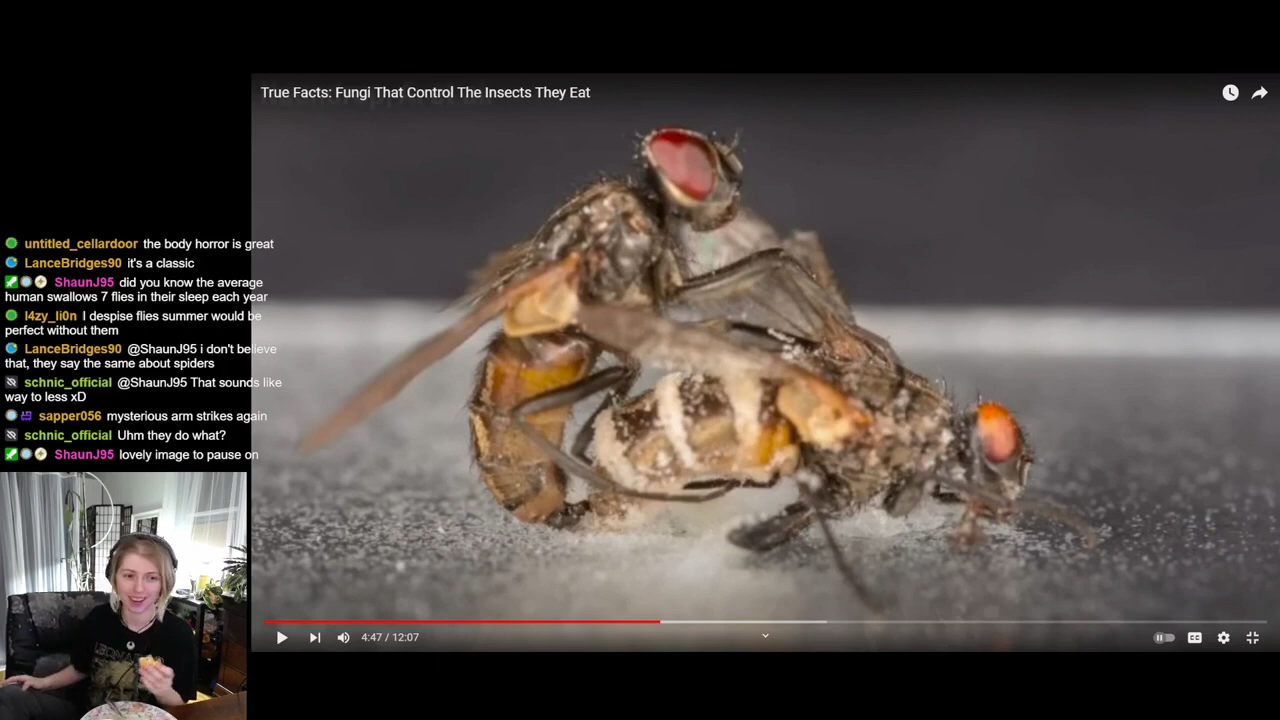 True Facts: Fungi That Control The Insects They Eat
untitled_cellardoor the body horror is great
LanceBridges90 it's a classic
ShaunJ95 did you know the average
human swallows 7 flies in their sleep each year
l4zy_li0n I despise flies summer would be
perfect without them
LanceBridges90 @ShaunJ95 i don't believe
that, they say the same about spiders
schnic_official @ShaunJ95 That sounds like
way to less xD
sapper056 mysterious arm strikes again
schnic_official Uhm they do what?
ShaunJ95 lovely image to pause on
4:47 / 12:07
CC